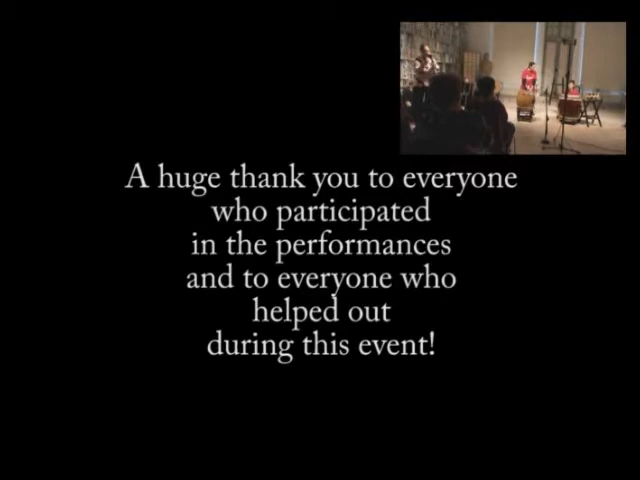 A huge thank you to everyone
who participated
in the performances
and to everyone who
helped out
during this event!